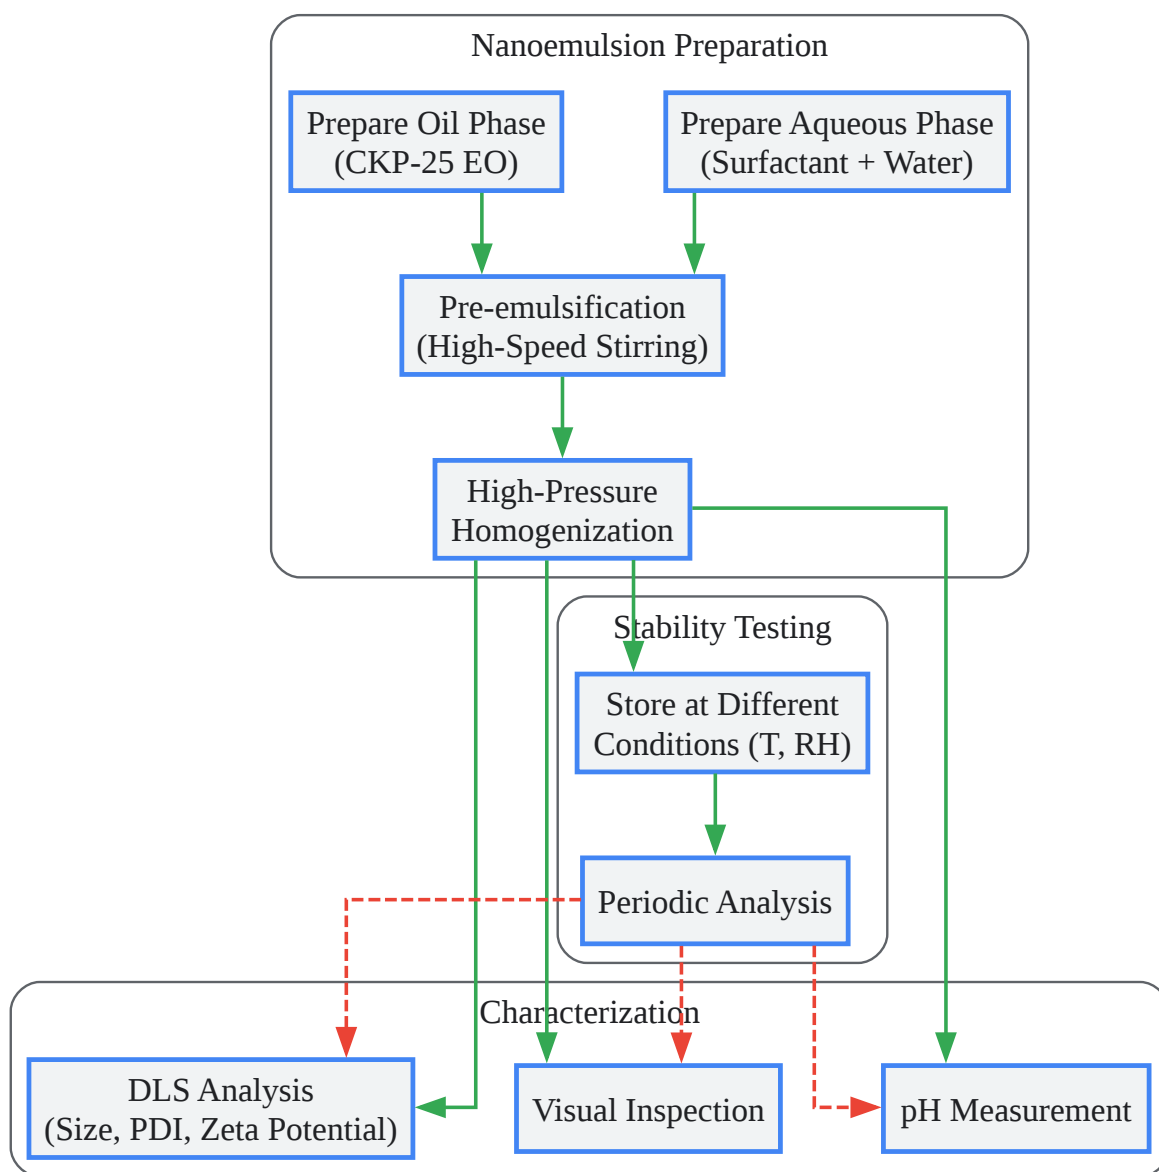 Nanoemulsion Preparation
Prepare Oil Phase
(CKP-25 EO)
Prepare Aqueous Phase
(Surfactant + Water)
Pre-emulsification
(High-Speed Stirring)
High-Pressure
Homogenization
Stability Testing
Store at Different
Conditions (T, RH)
Periodic Analysis
Characterization
DLS Analysis
(Size, PDI, Zeta Potential)
Visual Inspection
pH Measurement